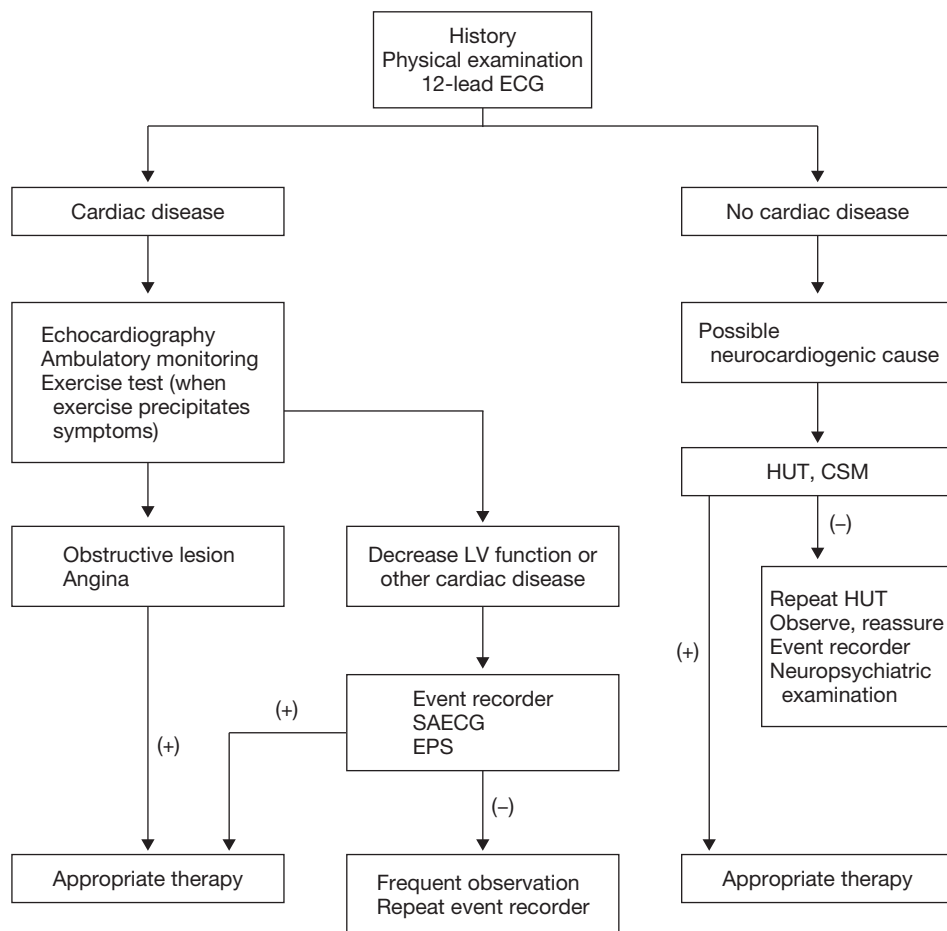 History
Physical examination
12-lead ECG
Cardiac disease
No cardiac disease
Echocardiography
Ambulatory monitoring
Exercise test (when
exercise precipitates
symptoms)
Possible
neurocardiogenic cause
HUT, CSM
(–)
Obstructive lesion
Angina
Decrease LV function or
other cardiac disease
Repeat HUT
Observe, reassure
Event recorder
Neuropsychiatric
examination
(+)
Event recorder
SAECG
EPS
(+)
(+)
(–)
Appropriate therapy
Frequent observation
Repeat event recorder
Appropriate therapy